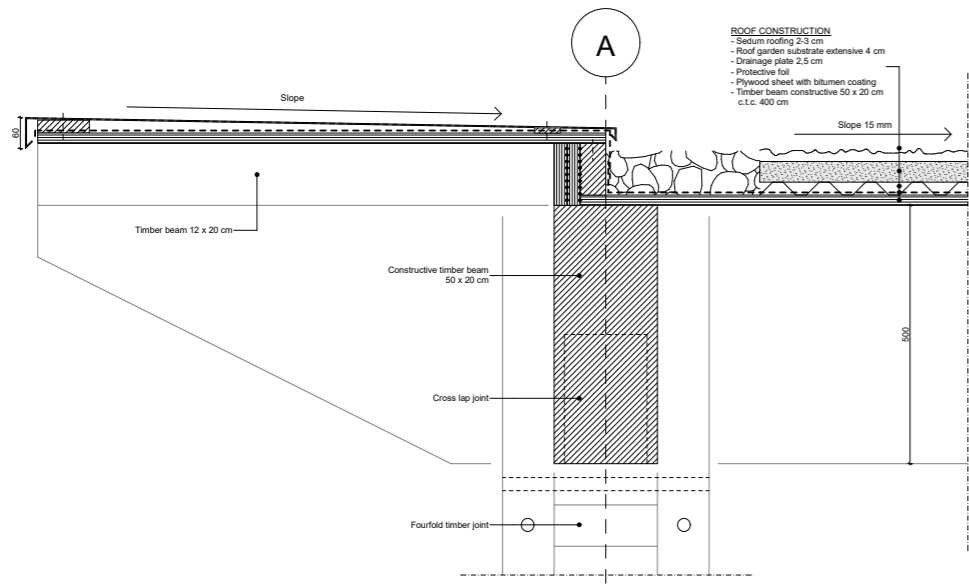 A
ROOF CONSTRUCTION
- Sedum roofing 2-3 cm
- Roof garden substrate extensive 4 cm
- Drainage plate 2,5 cm
- Protective foil
- Plywood sheet with bitumen coating
- Timber beam constructive 50 x 20 cm
c.t.c. 400 cm
Slope
Slope 15 mm
60
Timber beam 12 x 20 cm
Constructive timber beam
50 x 20 cm
500
Cross lap joint
Fourfold timber joint